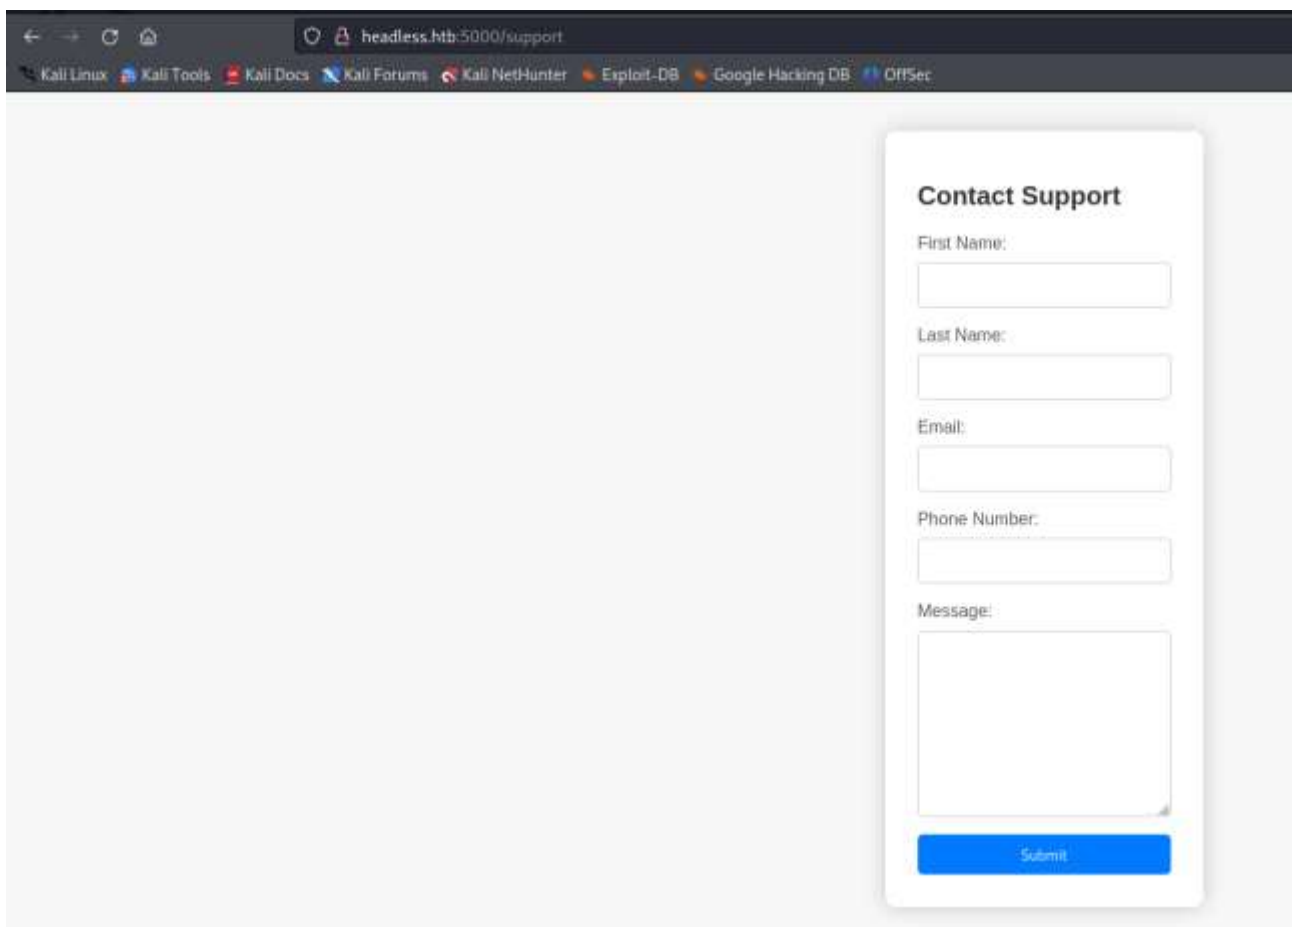 headless.htb:5000/support
Kali Linux Kali Tools Kali Docs Kali Forums Kali NetHunter Exploit-DB Google Hacking DB OffSec
Contact Support
First Name:
Last Name:
Email:
Phone Number:
Message:
Submit